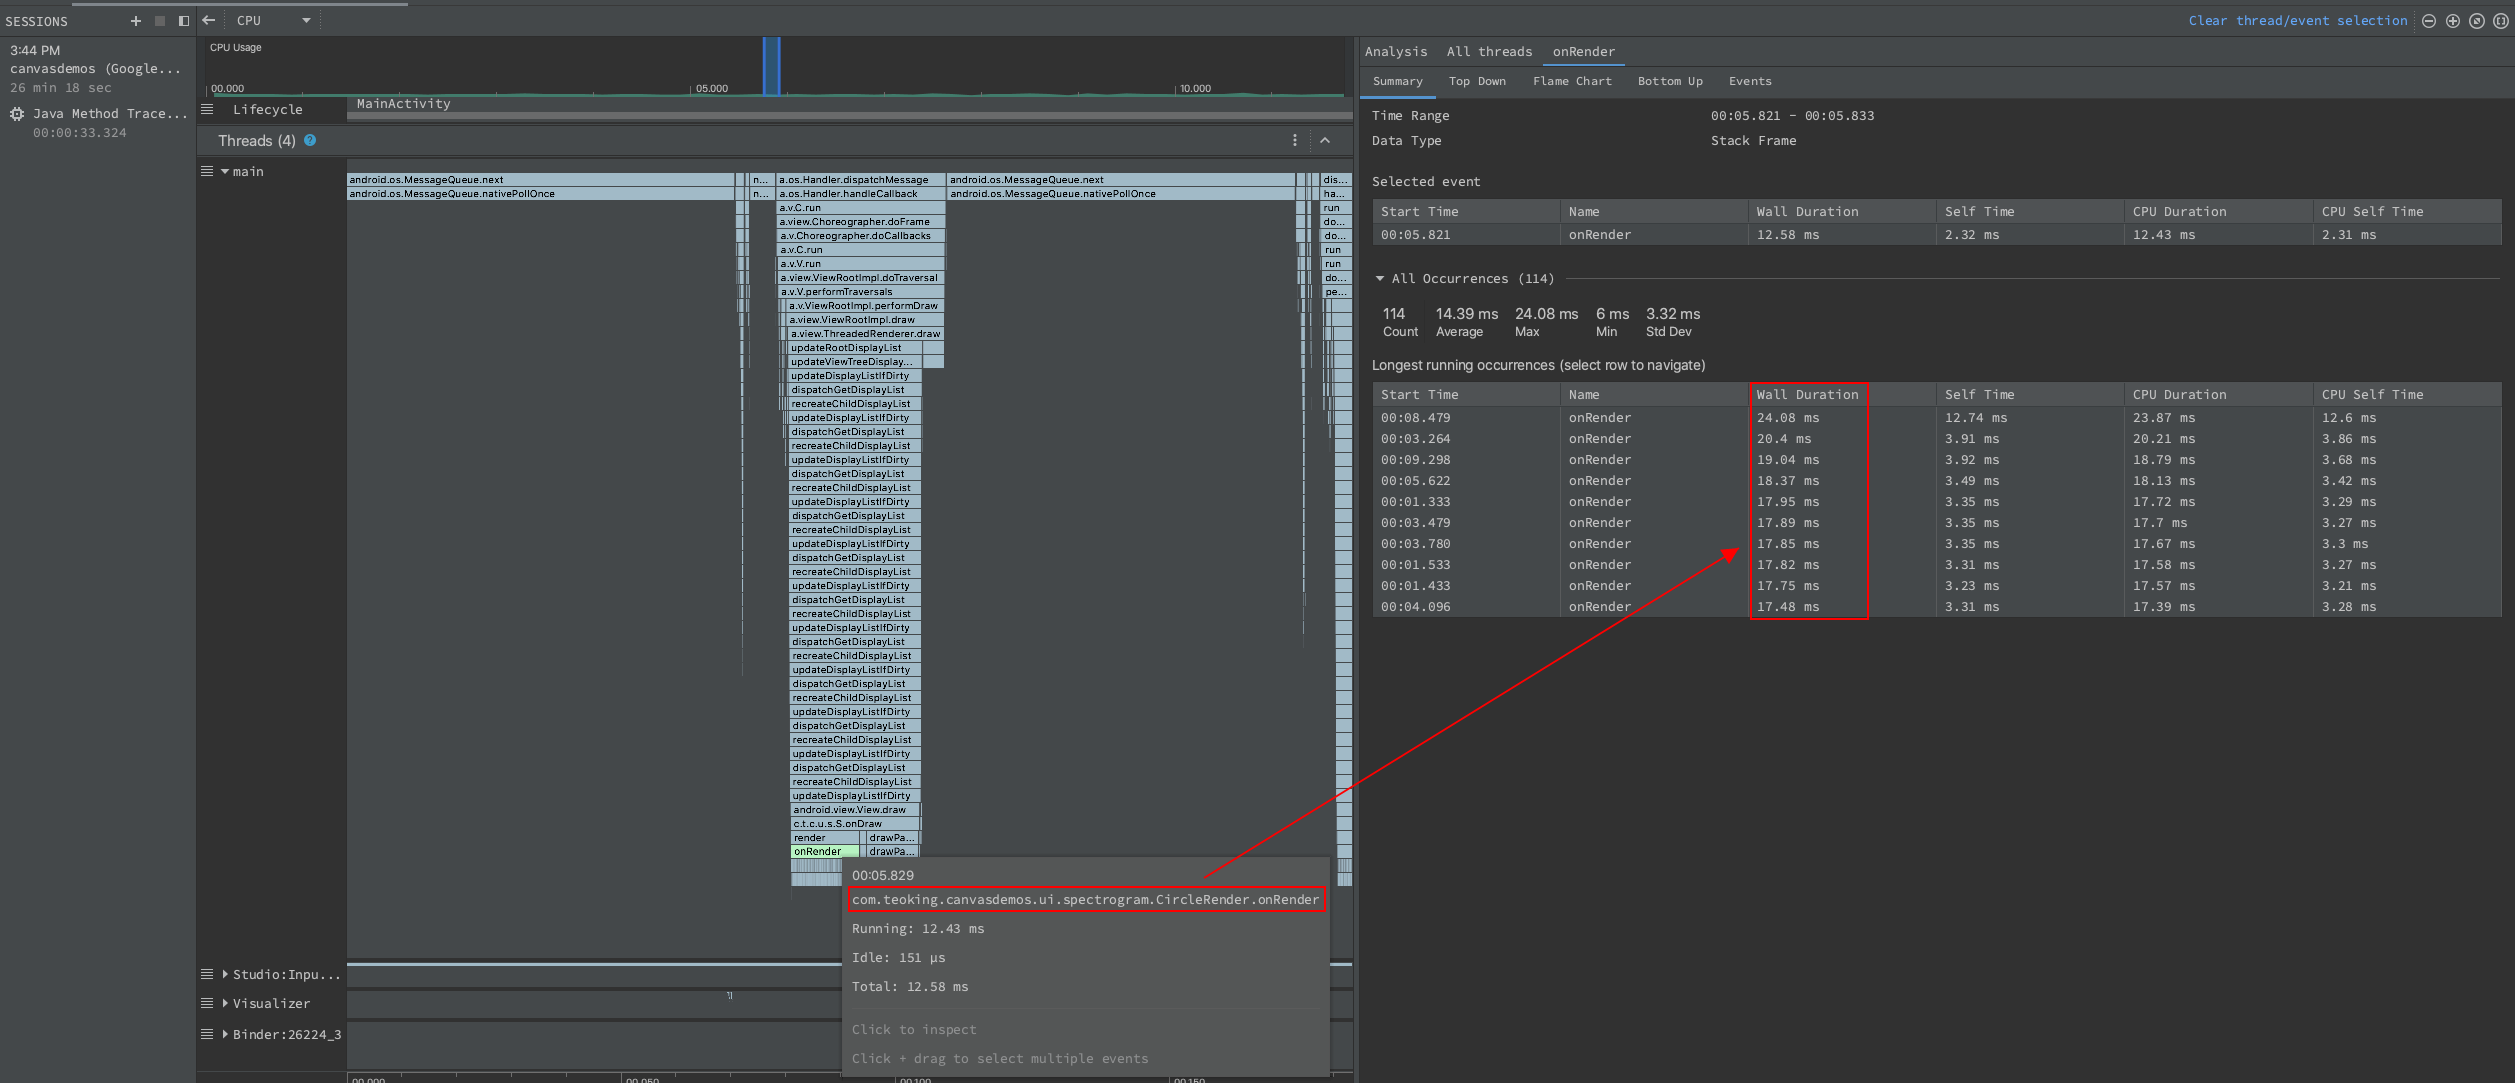 SESSIONS
3:44 PM
canvasdemos (Google...
26 min 18 sec
Java Method Trace...
00:00:33.324
CPU
Clear thread/event selection
CPU Usage
00.000
05.000
10.000
Lifecycle
MainActivity
Threads (4)
main
android.os.MessageQueue.next
n...
a.os.Handler.dispatchMessage
android.os.MessageQueue.next
dis...
android.os.MessageQueue.nativePollOnce
n...
a.os.Handler.handleCallback
android.os.MessageQueue.nativePollOnce
ha...
a.v.C.run
run
a.view.Choreographer.doFrame
do...
a.v.Choreographer.doCallbacks
do...
a.v.C.run
run
a.v.V.run
run
a.view.ViewRootImpl.doTraversal
do...
a.v.V.performTraversals
pe...
a.v.ViewRootImpl.performDraw
a.view.ViewRootImpl.draw
a.view.ThreadedRenderer.draw
updateRootDisplayList
updateViewTreeDisplay...
updateDisplayListIfDirty
dispatchGetDisplayList
recreateChildDisplayList
updateDisplayListIfDirty
dispatchGetDisplayList
recreateChildDisplayList
updateDisplayListIfDirty
dispatchGetDisplayList
recreateChildDisplayList
updateDisplayListIfDirty
dispatchGetDisplayList
recreateChildDisplayList
updateDisplayListIfDirty
dispatchGetDisplayList
recreateChildDisplayList
updateDisplayListIfDirty
dispatchGetDisplayList
recreateChildDisplayList
updateDisplayListIfDirty
dispatchGetDisplayList
recreateChildDisplayList
updateDisplayListIfDirty
dispatchGetDisplayList
recreateChildDisplayList
updateDisplayListIfDirty
dispatchGetDisplayList
recreateChildDisplayList
updateDisplayListIfDirty
dispatchGetDisplayList
recreateChildDisplayList
updateDisplayListIfDirty
android.view.View.draw
c.t.c.u.s.S.onDraw
render
drawPa...
onRender
drawPa...
00:05.829
com.teoking.canvasdemos.ui.spectrogram.CircleRender.onRender
Running: 12.43 ms
Idle: 151 µs
Total: 12.58 ms
Click to inspect
Click + drag to select multiple events
Studio:Inpu...
Visualizer
Binder:26224_3
00.000
00.050
00.100
00.150
Analysis
All threads
onRender
Summary
Top Down
Flame Chart
Bottom Up
Events
Time Range
00:05.821 - 00:05.833
Data Type
Stack Frame
Selected event
Start Time
Name
Wall Duration
Self Time
CPU Duration
CPU Self Time
00:05.821
onRender
12.58 ms
2.32 ms
12.43 ms
2.31 ms
All Occurrences (114)
114
14.39 ms
24.08 ms
6 ms
3.32 ms
Count
Average
Max
Min
Std Dev
Longest running occurrences (select row to navigate)
Start Time
Name
Wall Duration
Self Time
CPU Duration
CPU Self Time
00:08.479
onRender
24.08 ms
12.74 ms
23.87 ms
12.6 ms
00:03.264
onRender
20.4 ms
3.91 ms
20.21 ms
3.86 ms
00:09.298
onRender
19.04 ms
3.92 ms
18.79 ms
3.68 ms
00:05.622
onRender
18.37 ms
3.49 ms
18.13 ms
3.42 ms
00:01.333
onRender
17.95 ms
3.35 ms
17.72 ms
3.29 ms
00:03.479
onRender
17.89 ms
3.35 ms
17.7 ms
3.27 ms
00:03.780
onRender
17.85 ms
3.35 ms
17.67 ms
3.3 ms
00:01.533
onRender
17.82 ms
3.31 ms
17.58 ms
3.27 ms
00:01.433
onRender
17.75 ms
3.23 ms
17.57 ms
3.21 ms
00:04.096
onRender
17.48 ms
3.31 ms
17.39 ms
3.28 ms